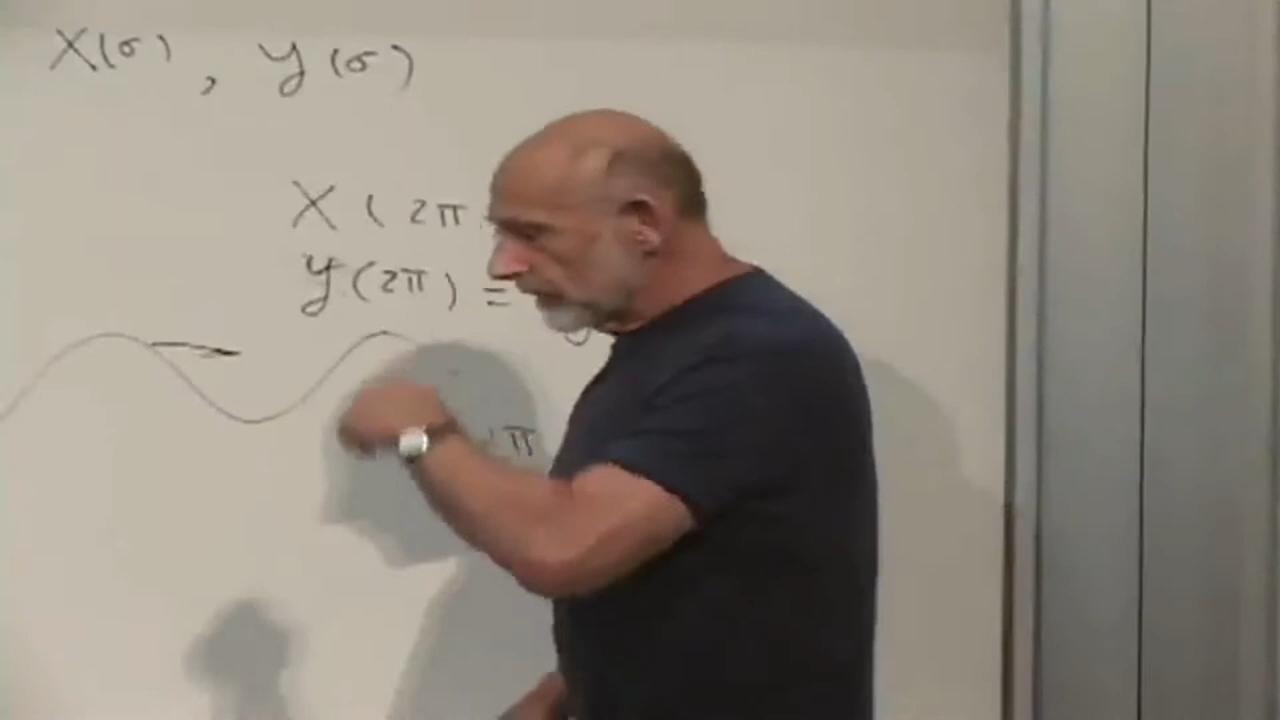 X(σ), y(σ)
X(2π
y(2π) =
π